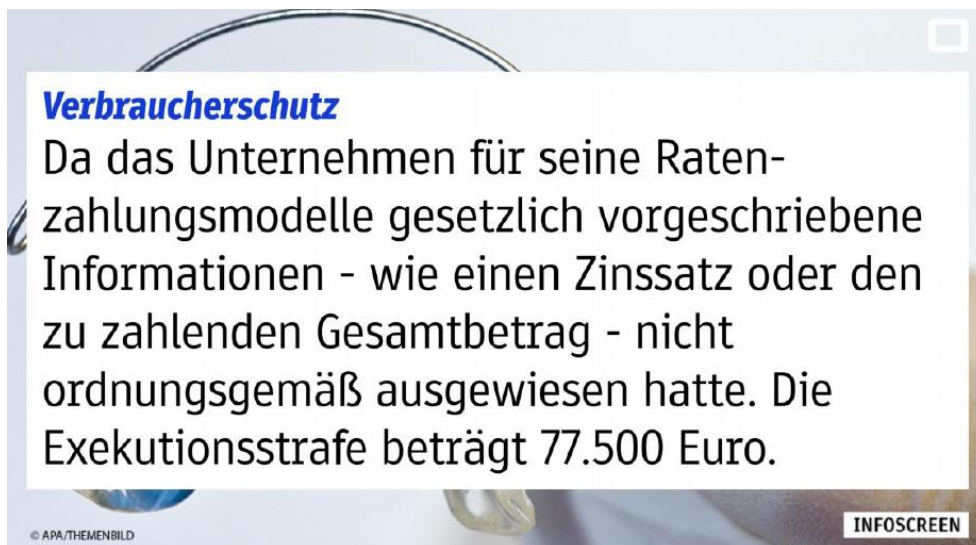 Verbraucherschutz
Da das Unternehmen für seine Raten-
zahlungsmodelle gesetzlich vorgeschriebene
Informationen - wie einen Zinssatz oder den
zu zahlenden Gesamtbetrag - nicht
ordnungsgemäß ausgewiesen hatte. Die
Exekutionsstrafe beträgt 77.500 Euro.
© APA/THEMENBILD
INFOSCREEN